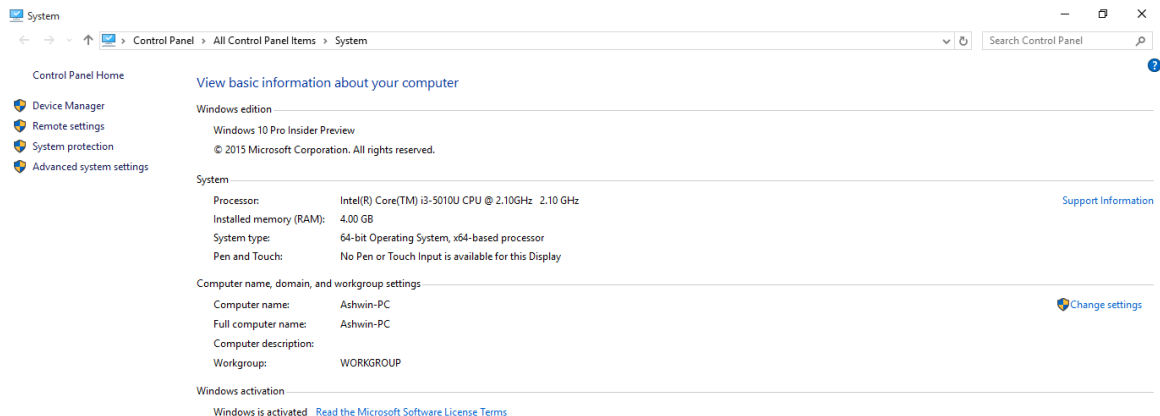 System
Control Panel › All Control Panel Items › System
Search Control Panel
Control Panel Home
Device Manager
Remote settings
System protection
Advanced system settings
View basic information about your computer
Windows edition
Windows 10 Pro Insider Preview
© 2015 Microsoft Corporation. All rights reserved.
System
Processor: Intel(R) Core(TM) i3-5010U CPU @ 2.10GHz 2.10 GHz
Support Information
Installed memory (RAM): 4.00 GB
System type: 64-bit Operating System, x64-based processor
Pen and Touch: No Pen or Touch Input is available for this Display
Computer name, domain, and workgroup settings
Computer name: Ashwin-PC
Change settings
Full computer name: Ashwin-PC
Computer description:
Workgroup: WORKGROUP
Windows activation
Windows is activated Read the Microsoft Software License Terms